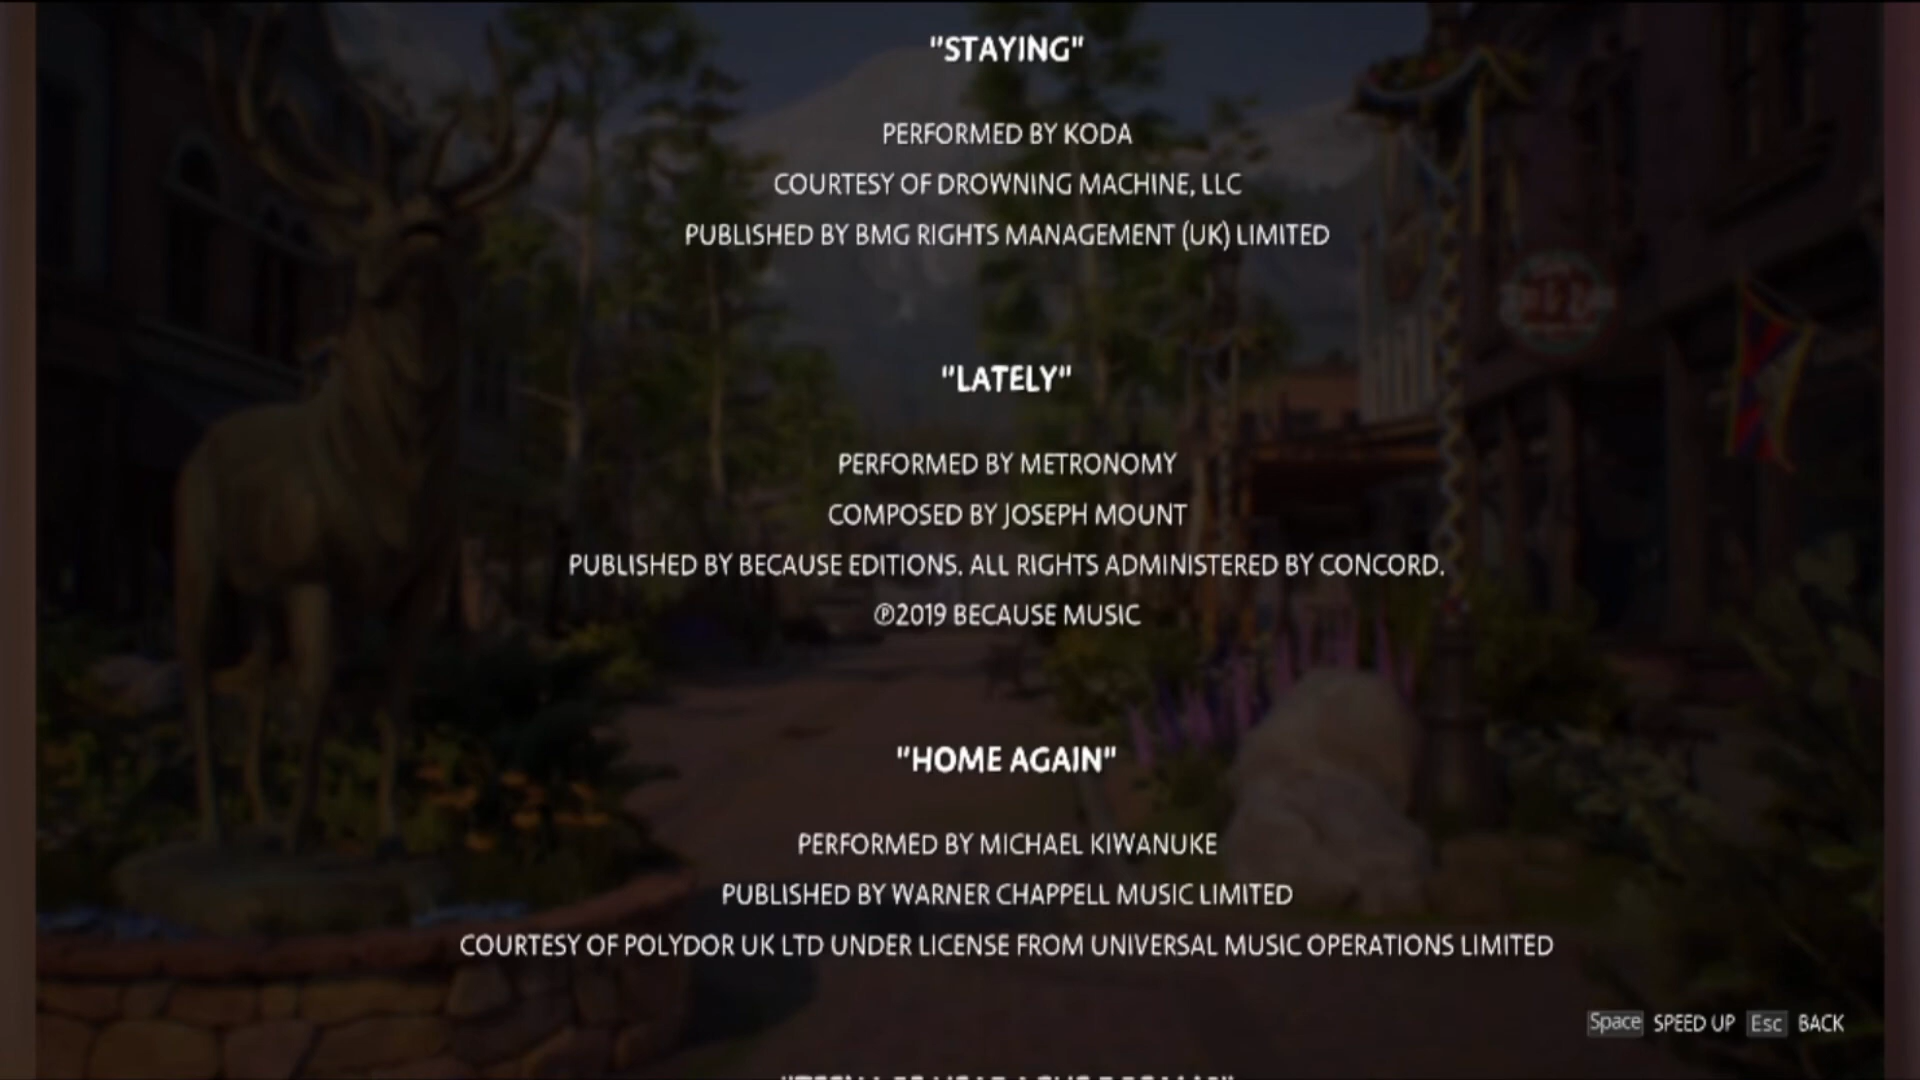 "STAYING"
PERFORMED BY KODA
COURTESY OF DROWNING MACHINE, LLC
PUBLISHED BY BMG RIGHTS MANAGEMENT (UK) LIMITED
"LATELY"
PERFORMED BY METRONOMY
COMPOSED BY JOSEPH MOUNT
PUBLISHED BY BECAUSE EDITIONS. ALL RIGHTS ADMINISTERED BY CONCORD.
℗2019 BECAUSE MUSIC
"HOME AGAIN"
PERFORMED BY MICHAEL KIWANUKE
PUBLISHED BY WARNER CHAPPELL MUSIC LIMITED
COURTESY OF POLYDOR UK LTD UNDER LICENSE FROM UNIVERSAL MUSIC OPERATIONS LIMITED
Space SPEED UP Esc BACK